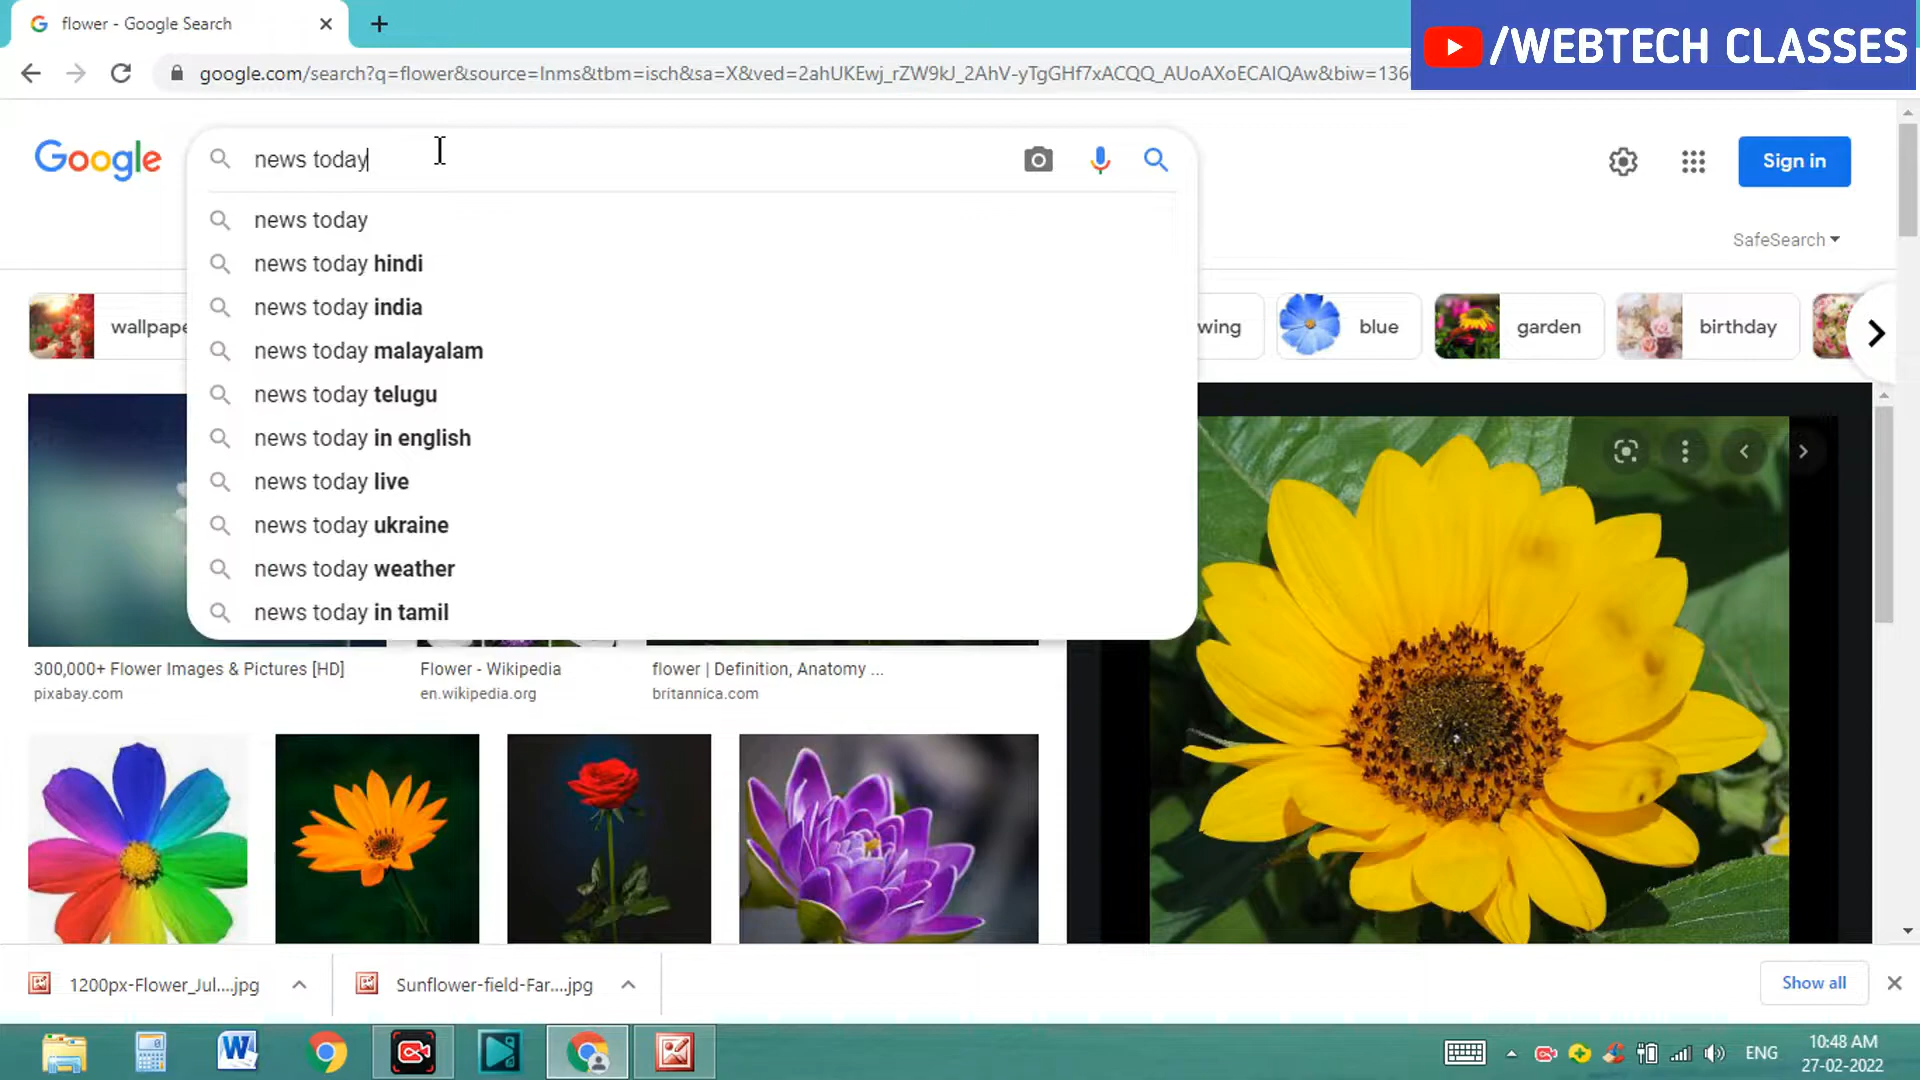 flower - Google Search
/WEBTECH CLASSES
google.com/search?q=flower&source=lnms&tbm=isch&sa=X&ved=2ahUKEwj_rZW9kJ_2AhV-yTgGHf7xACQQ_AUoAXoECAIQAw&biw=136
Google
news today
Sign in
SafeSearch
news today
news today hindi
news today india
news today malayalam
news today telugu
news today in english
news today live
news today ukraine
news today weather
news today in tamil
wallpape
wing
blue
garden
birthday
300,000+ Flower Images & Pictures [HD]
pixabay.com
Flower - Wikipedia
en.wikipedia.org
flower | Definition, Anatomy ...
britannica.com
1200px-Flower_Jul....jpg
Sunflower-field-Far....jpg
Show all
ENG
10:48 AM
27-02-2022